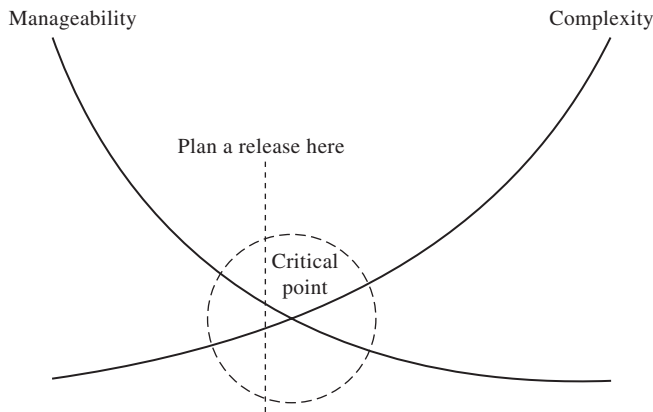 Manageability
Complexity
Plan a release here
Critical
point